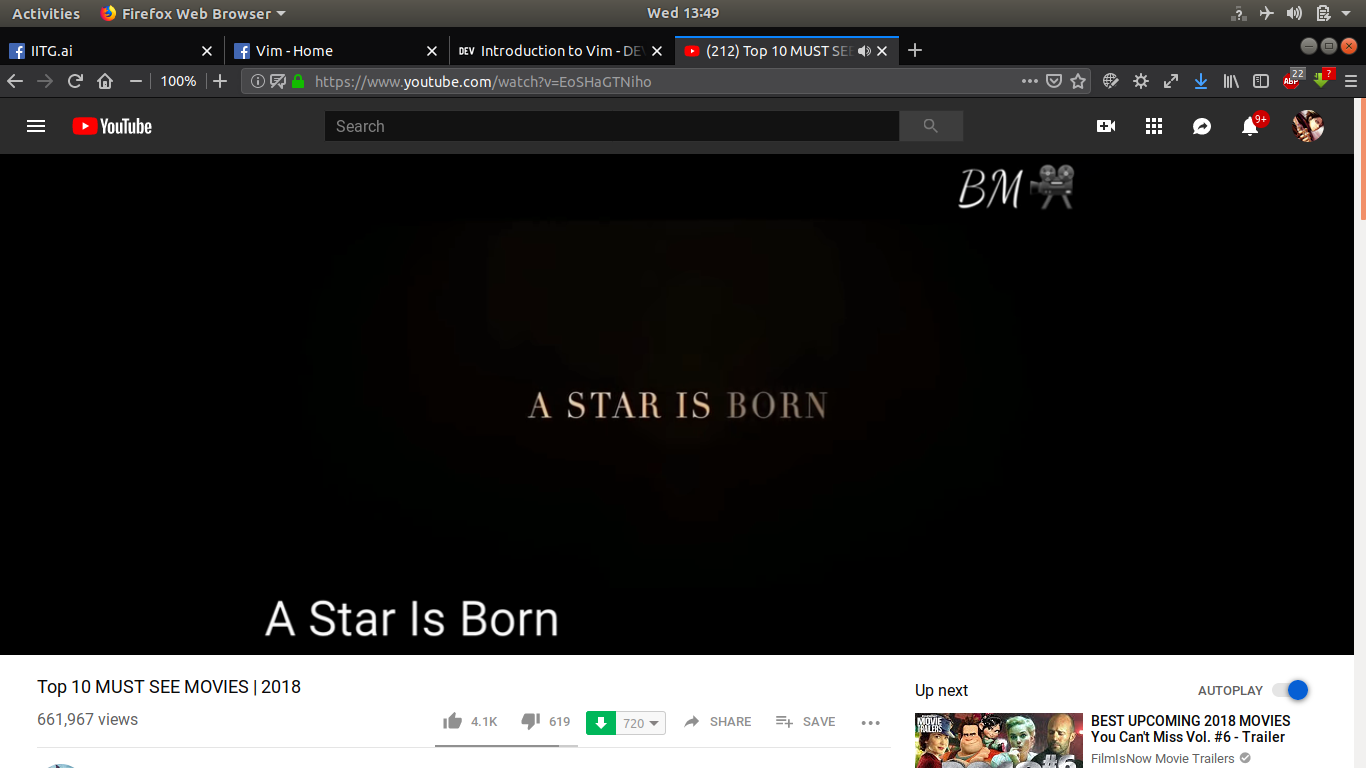 Activities Firefox Web Browser Wed 13:49
IITG.ai Vim - Home DEV Introduction to Vim - DEV (212) Top 10 MUST SEE
100% https://www.youtube.com/watch?v=EoSHaGTNiho 22 ABP ?
YouTube Search 9+
BM
A STAR IS BORN
A Star Is Born
Top 10 MUST SEE MOVIES | 2018
661,967 views
4.1K 619 720 SHARE SAVE
Up next AUTOPLAY
MOVIE
TRAILERS
#6
BEST UPCOMING 2018 MOVIES
You Can't Miss Vol. #6 - Trailer
FilmIsNow Movie Trailers